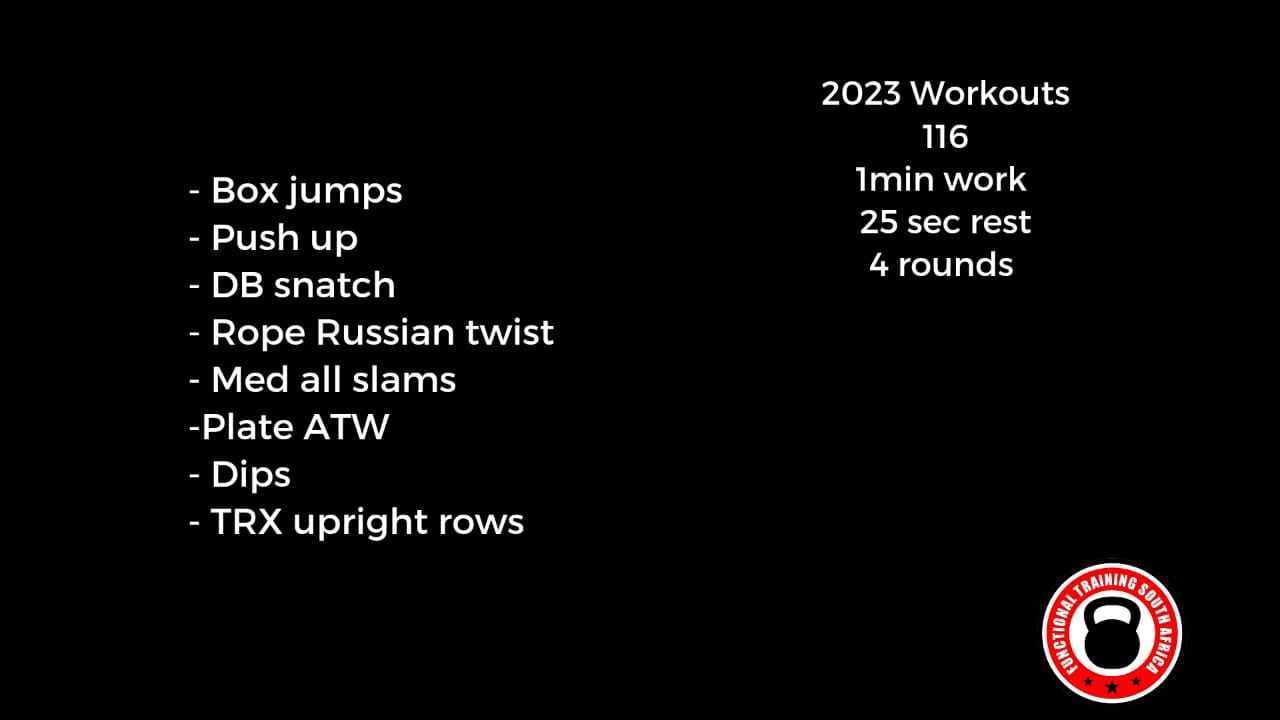 2023 Workouts
116
1min work
25 sec rest
4 rounds
- Box jumps
- Push up
- DB snatch
- Rope Russian twist
- Med all slams
-Plate ATW
- Dips
- TRX upright rows
FUNCTIONAL TRAINING SOUTH AFRICA